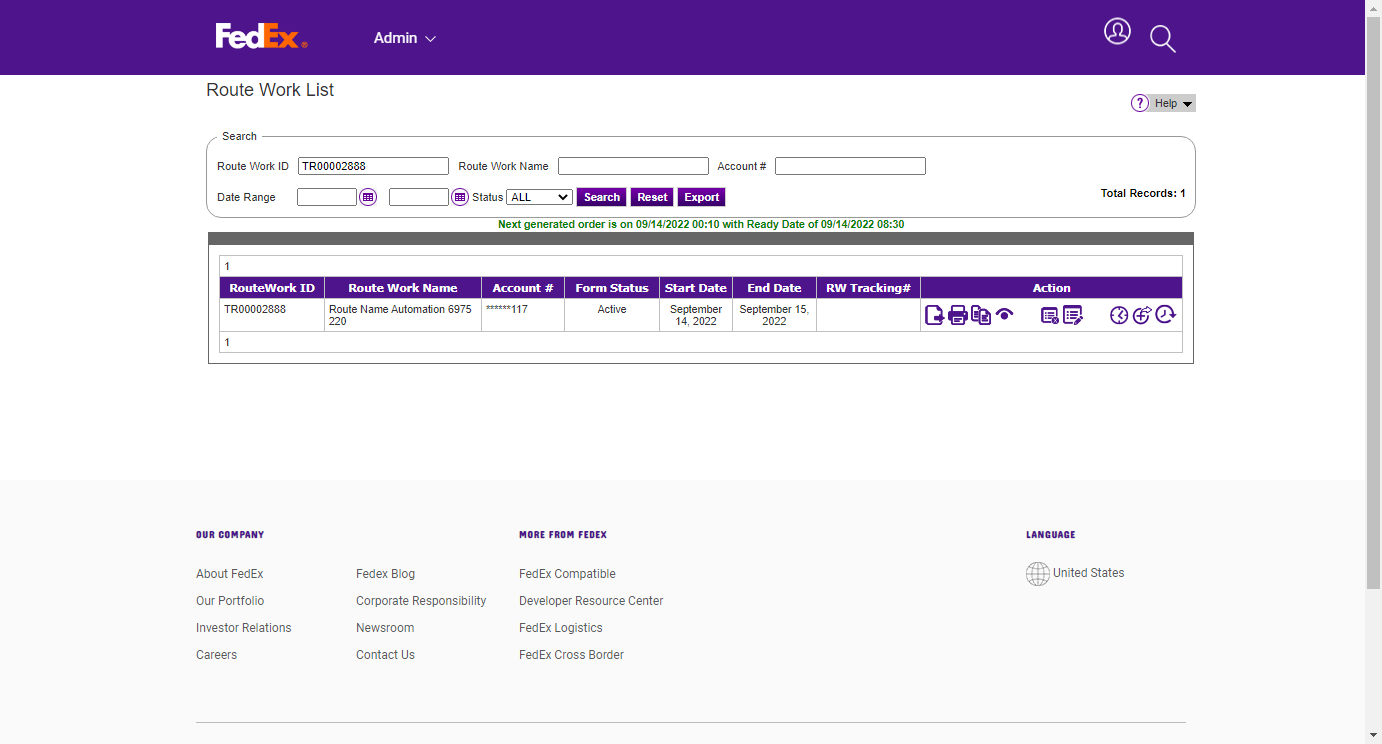 FedEx®
Admin
Route Work List
? Help
Search
Route Work ID TR00002888 Route Work Name Account #
Date Range Status ALL Search Reset Export
Total Records: 1
Next generated order is on 09/14/2022 00:10 with Ready Date of 09/14/2022 08:30
1
RouteWork ID Route Work Name Account # Form Status Start Date End Date RW Tracking# Action
TR00002888 Route Name Automation 6975 ******117 Active September September 15,
220 14, 2022 2022
1
OUR COMPANY MORE FROM FEDEX LANGUAGE
About FedEx Fedex Blog FedEx Compatible United States
Our Portfolio Corporate Responsibility Developer Resource Center
Investor Relations Newsroom FedEx Logistics
Careers Contact Us FedEx Cross Border